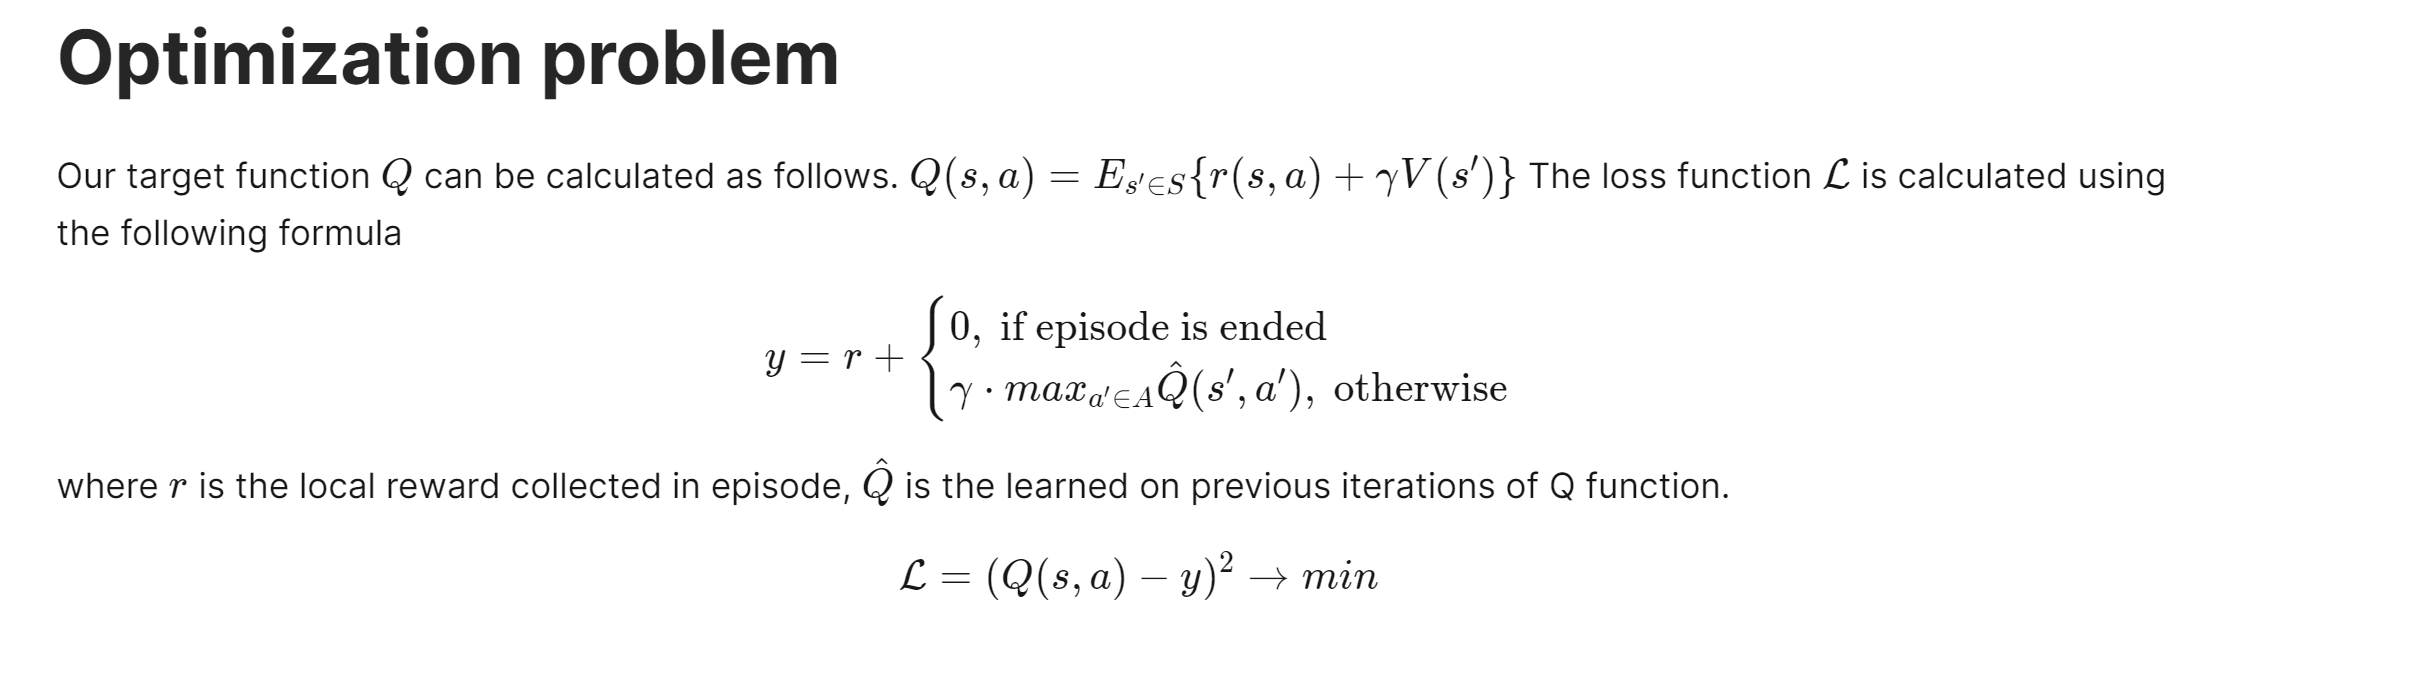 Optimization problem
Our target function Q can be calculated as follows. Q(s, a) = E_{s′∈S}{r(s, a) + γV(s′)} The loss function ℒ is calculated using
the following formula
y = r + { 0, if episode is ended
γ · max_{a′∈A} Q̂(s′, a′), otherwise
where r is the local reward collected in episode, Q̂ is the learned on previous iterations of Q function.
ℒ = (Q(s, a) − y)² → min